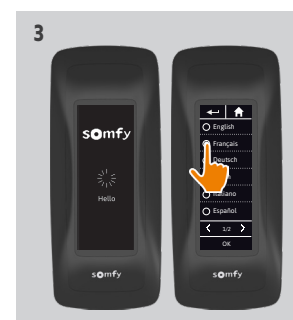 3
somfy
Hello
somfy
English
Français
Deutsch
Italiano
Español
1/2
OK
somfy